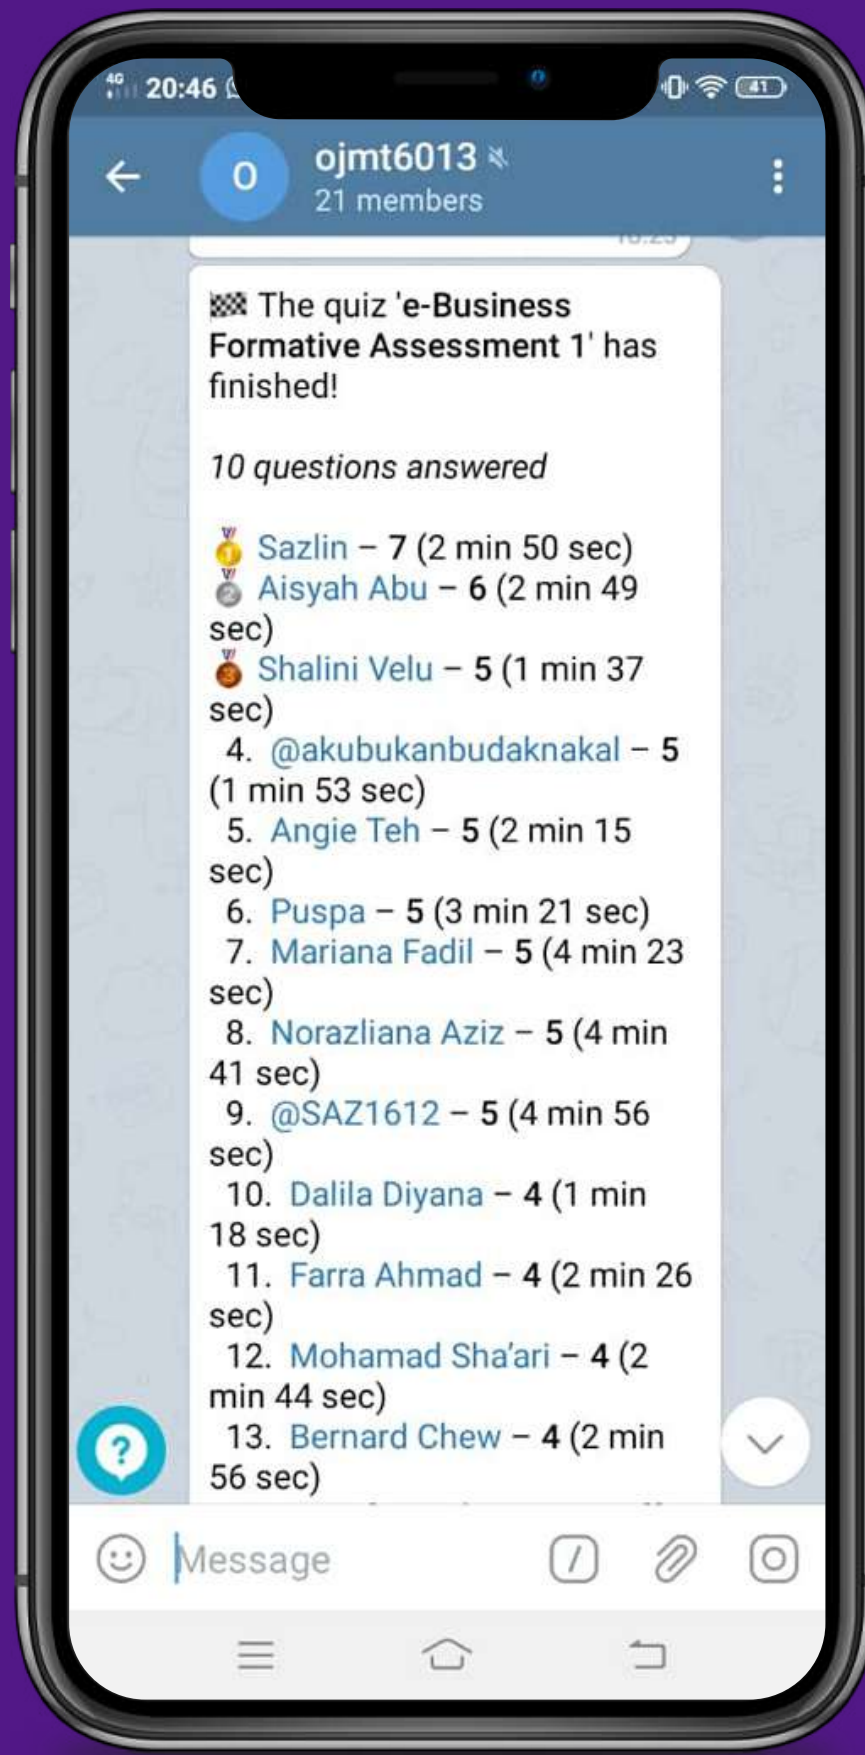 4G 20:46 41
ojmt6013
O
21 members
The quiz 'e-Business
Formative Assessment 1' has
finished!
10 questions answered
1 Sazlin – 7 (2 min 50 sec)
2 Aisyah Abu – 6 (2 min 49
sec)
3 Shalini Velu – 5 (1 min 37
sec)
4. @akubukanbudaknakal – 5
(1 min 53 sec)
5. Angie Teh – 5 (2 min 15
sec)
6. Puspa – 5 (3 min 21 sec)
7. Mariana Fadil – 5 (4 min 23
sec)
8. Norazliana Aziz – 5 (4 min
41 sec)
9. @SAZ1612 – 5 (4 min 56
sec)
10. Dalila Diyana – 4 (1 min
18 sec)
11. Farra Ahmad – 4 (2 min 26
sec)
12. Mohamad Sha'ari – 4 (2
min 44 sec)
13. Bernard Chew – 4 (2 min
56 sec)
?
Message
/